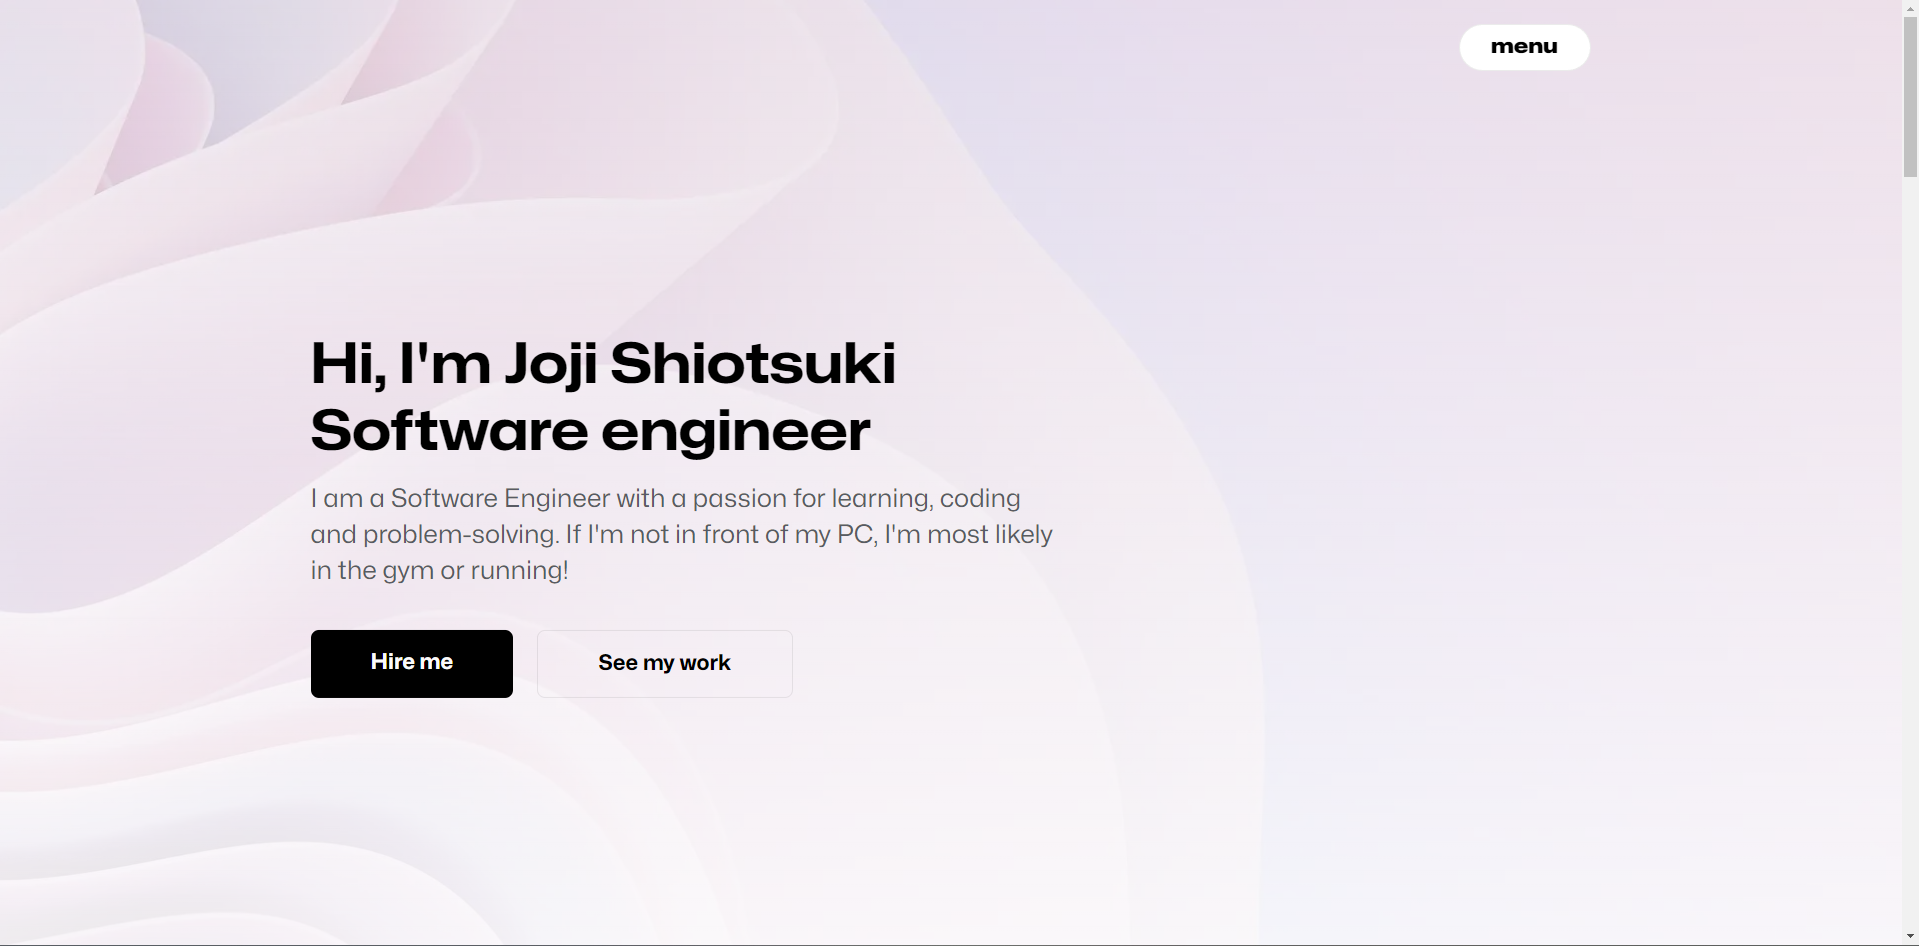 menu
Hi, I'm Joji Shiotsuki
Software engineer
I am a Software Engineer with a passion for learning, coding
and problem-solving. If I'm not in front of my PC, I'm most likely
in the gym or running!
Hire me
See my work